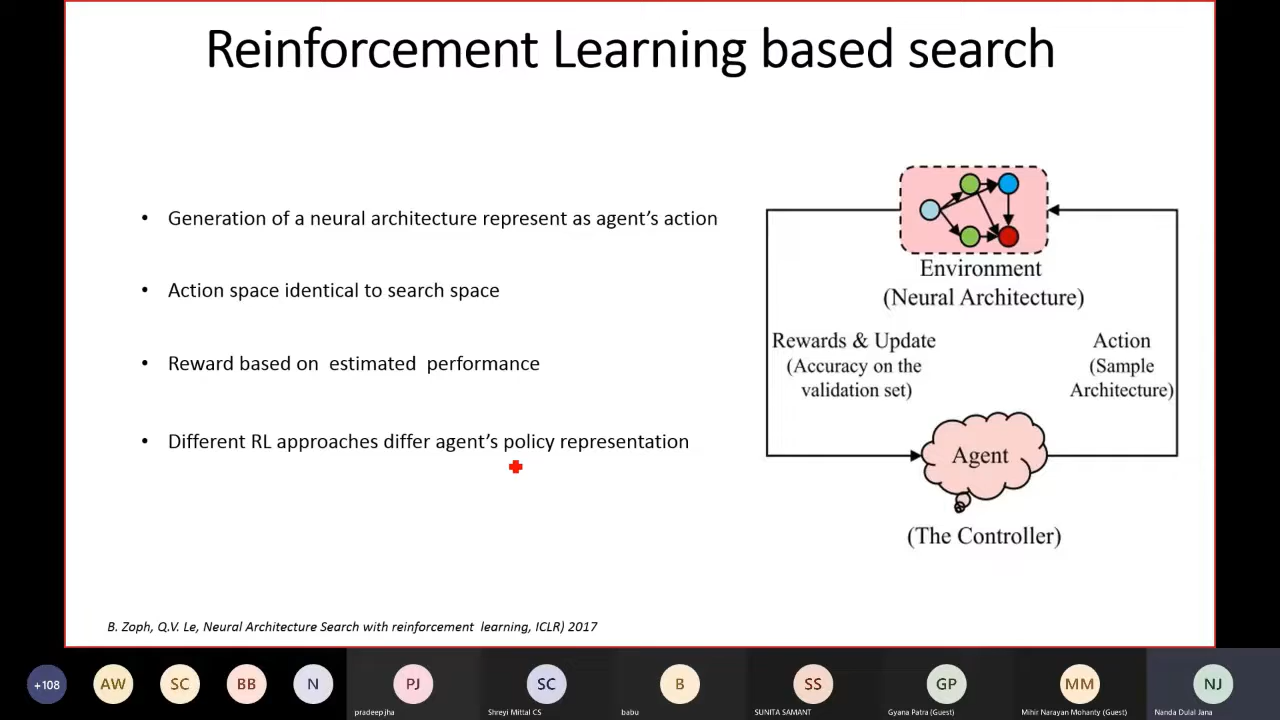 Reinforcement Learning based search
• Generation of a neural architecture represent as agent's action
• Action space identical to search space
• Reward based on estimated performance
• Different RL approaches differ agent's policy representation
Environment
(Neural Architecture)
Rewards & Update
(Accuracy on the
validation set)
Action
(Sample
Architecture)
Agent
(The Controller)
B. Zoph, Q.V. Le, Neural Architecture Search with reinforcement learning, ICLR) 2017
+108
AW
SC
BB
N
PJ
SC
B
SS
GP
MM
NJ
pradeep jha
Shreyi Mittal CS
babu
SUNITA SAMANT
Gyana Patra (Guest)
Mihir Narayan Mohanty (Guest)
Nanda Dulal Jana